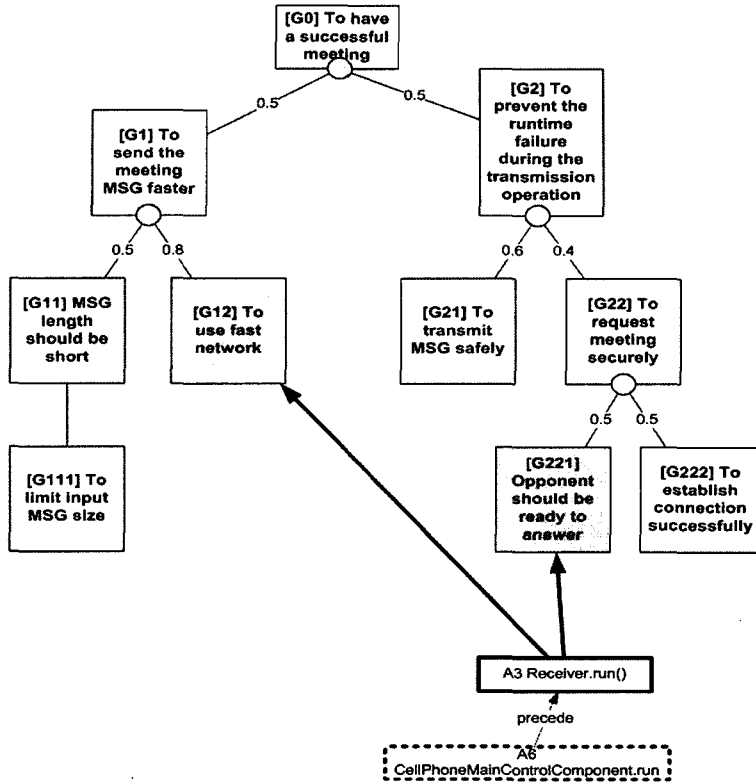 [G0] To have
a successful
meeting
0.5
0.5
[G1] To
send the
meeting
MSG faster
[G2] To
prevent the
runtime
failure
during the
transmission
operation
0.5
0.8
0.6
0.4
[G11] MSG
length
should be
short
[G12] To
use fast
network
[G21] To
transmit
MSG safely
[G22] To
request
meeting
securely
0.5
0.5
[G111] To
limit input
MSG size
[G221]
Opponent
should be
ready to
answer
[G222] To
establish
connection
successfully
A3 Receiver.run()
precede
A6
CellPhoneMainControlComponent.run